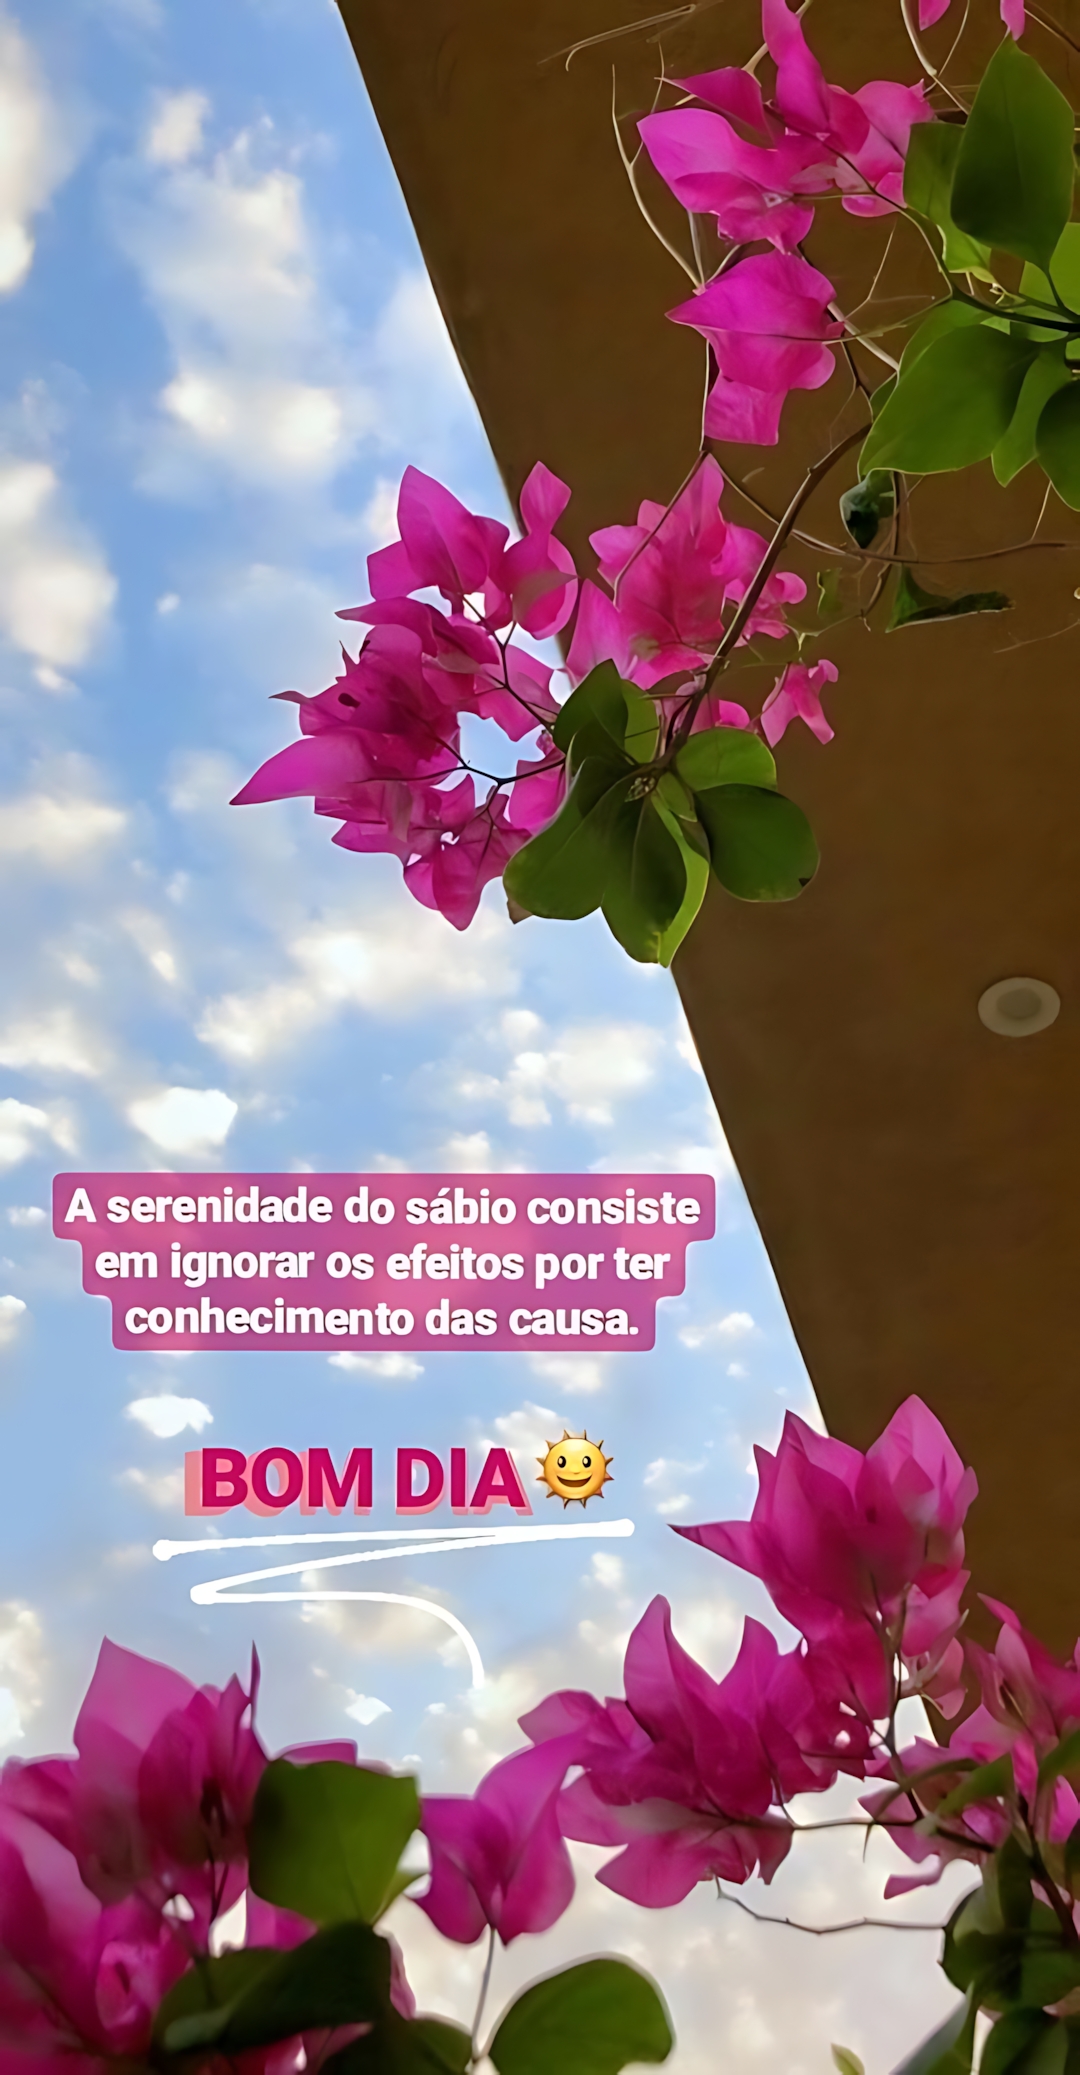 A serenidade do sábio consiste
em ignorar os efeitos por ter
conhecimento das causa.
BOM DIA🌞